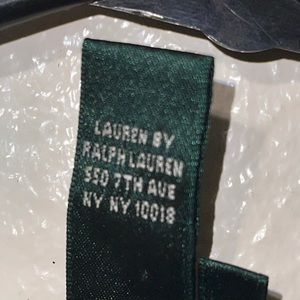 LAUREN BY
RALPH LAUREN
550 7TH AVE
NY NY 10018